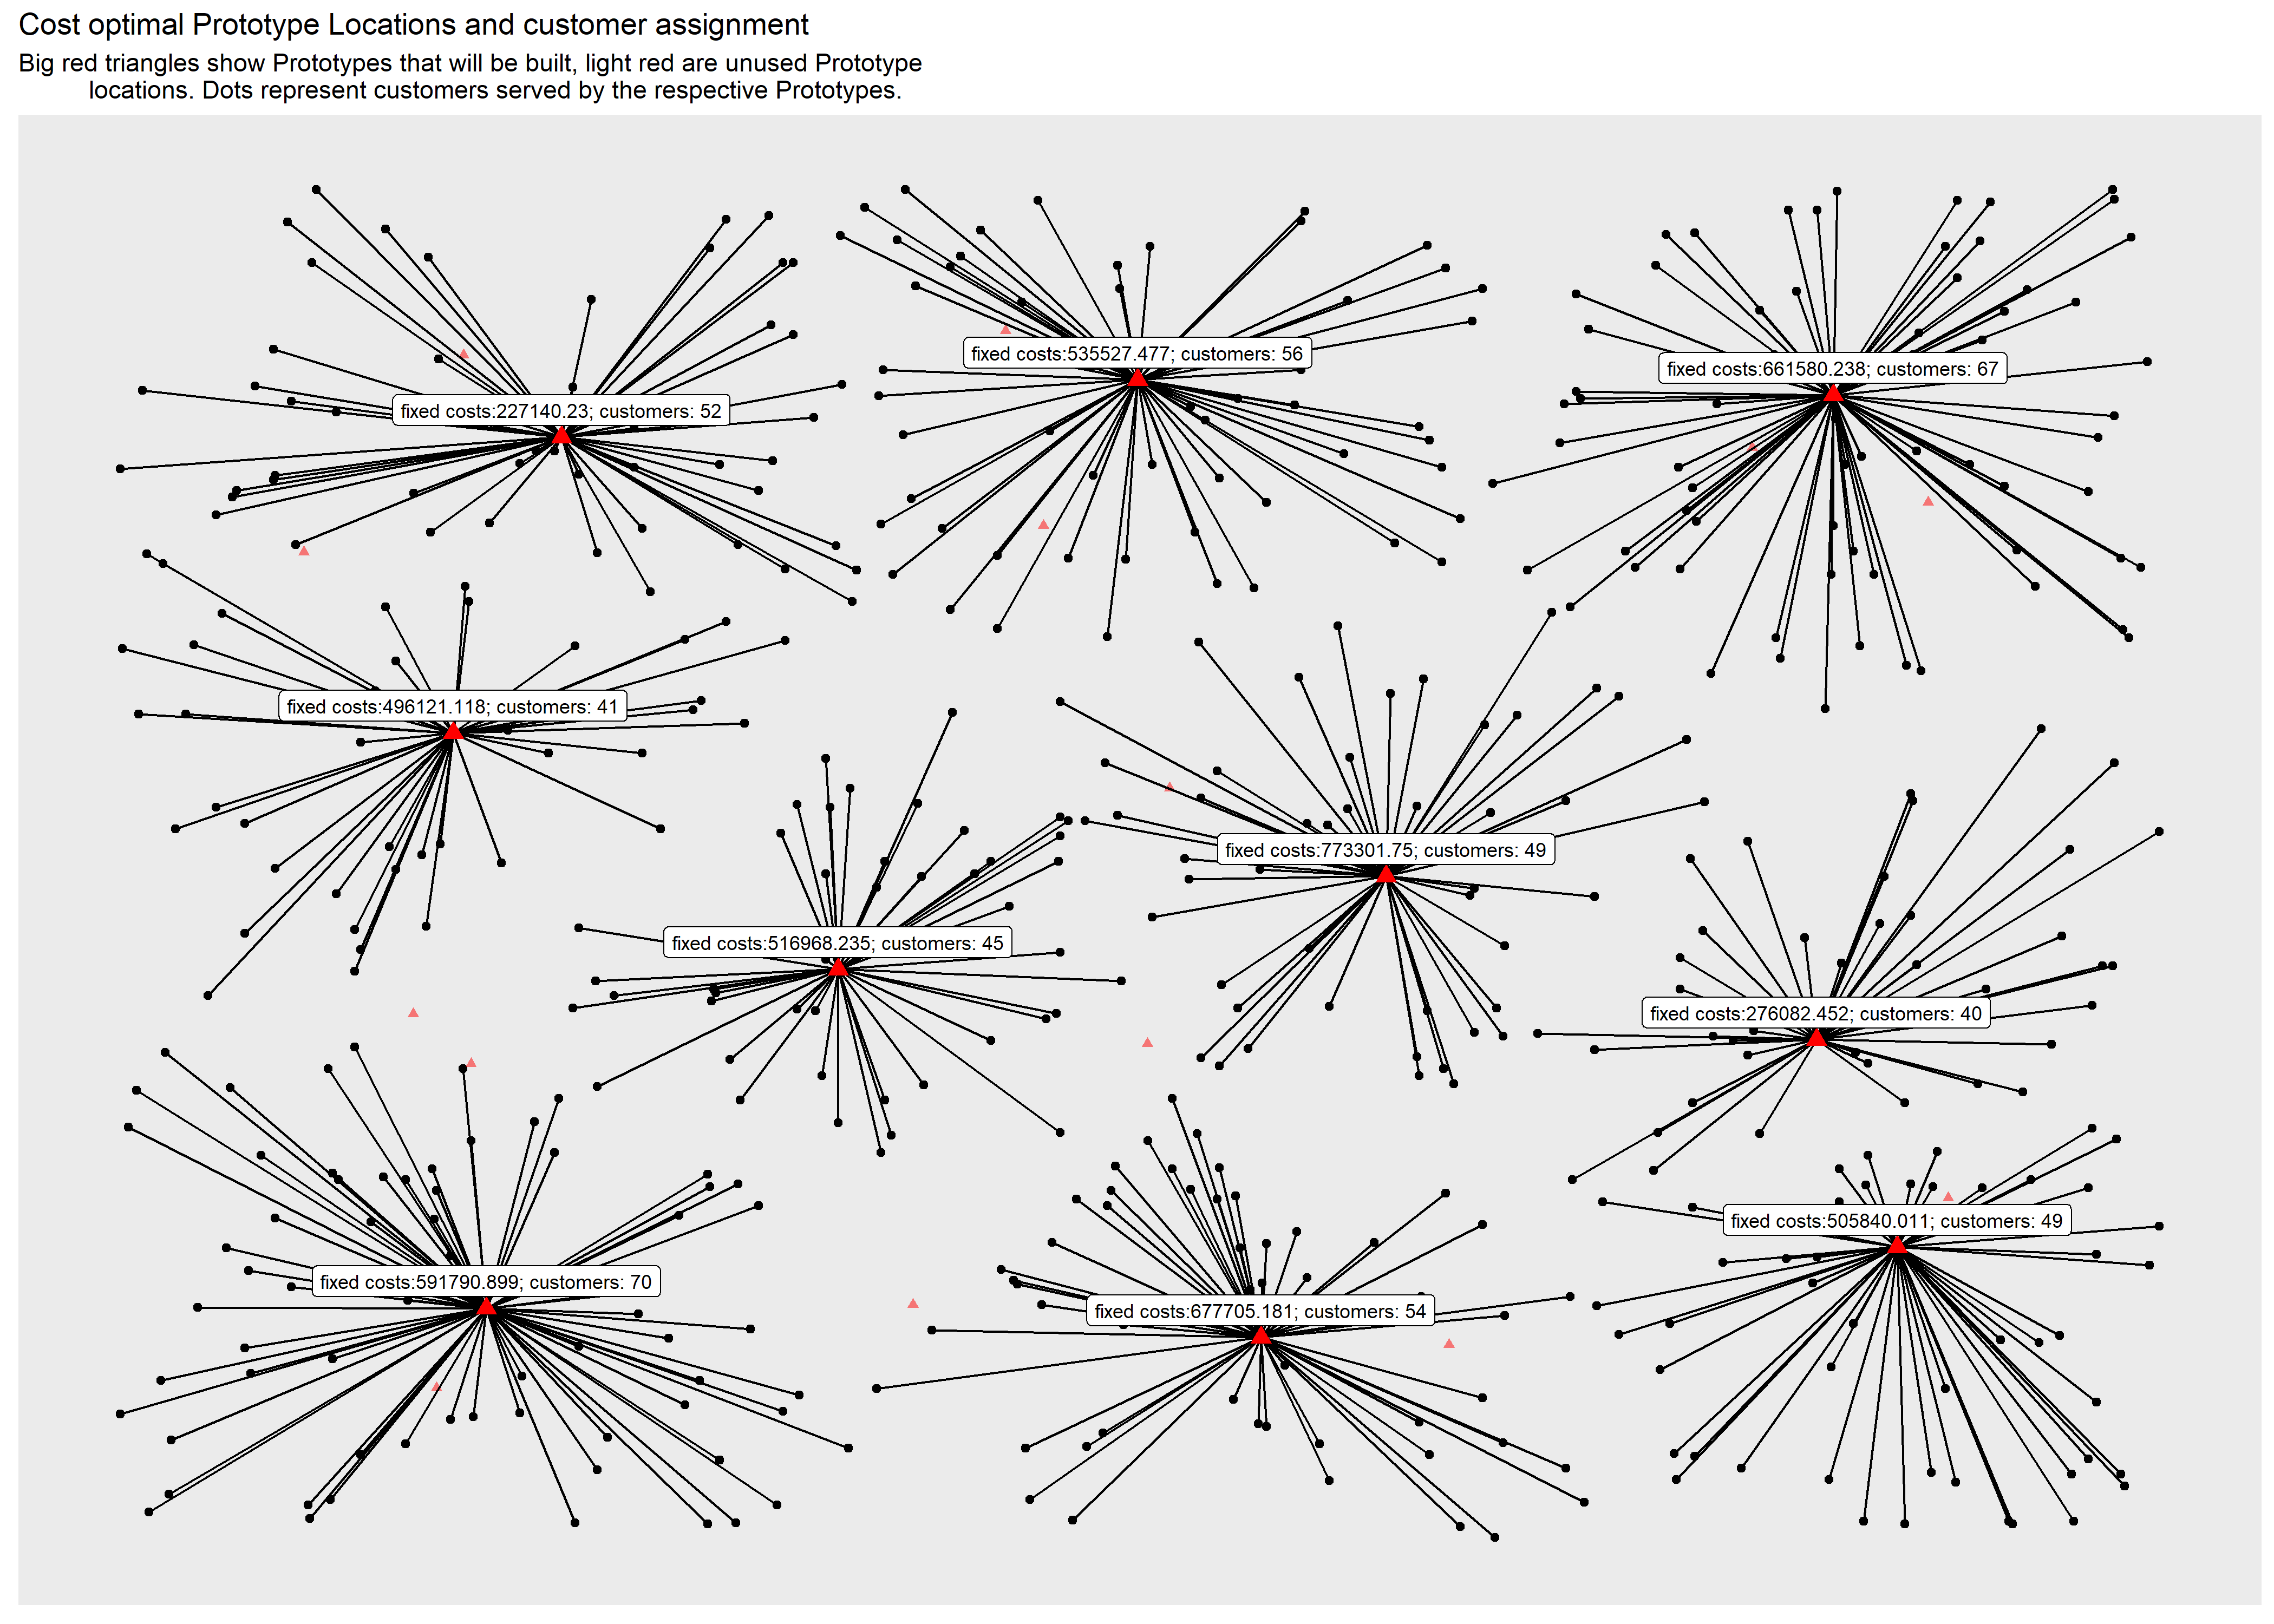 Cost optimal Prototype Locations and customer assignment
Big red triangles show Prototypes that will be built, light red are unused Prototype
locations. Dots represent customers served by the respective Prototypes.
fixed costs:535527.477; customers: 56
fixed costs:661580.238; customers: 67
fixed costs:227140.23; customers: 52
fixed costs:496121.118; customers: 41
fixed costs:773301.75; customers: 49
fixed costs:516968.235; customers: 45
fixed costs:276082.452; customers: 40
fixed costs:505840.011; customers: 49
fixed costs:591790.899; customers: 70
fixed costs:677705.181; customers: 54